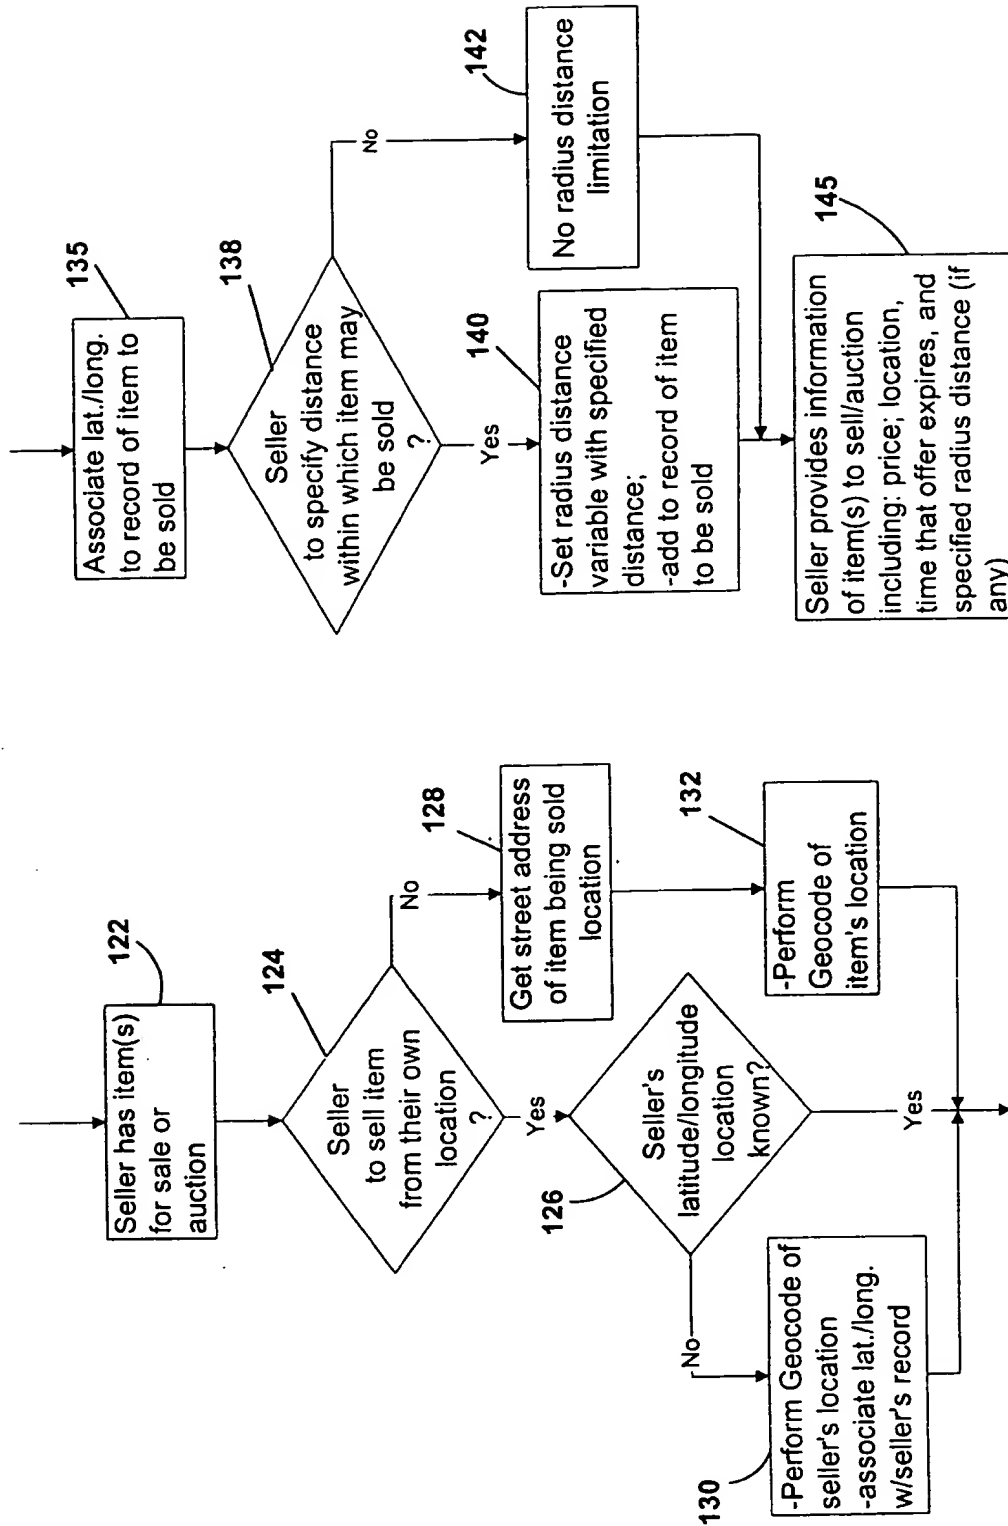 122
Seller has item(s)
for sale or
auction
124
Seller
to sell item
from their own
location
?
No
Yes
128
Get street address
of item being sold
location
126
Seller's
latitude/longitude
location
known?
No
Yes
130
-Perform Geocode of
seller's location
-associate lat./long.
w/seller's record
132
-Perform
Geocode of
item's location
135
Associate lat./long.
to record of item to
be sold
138
Seller
to specify distance
within which item may
be sold
?
No
Yes
140
-Set radius distance
variable with specified
distance;
-add to record of item
to be sold
142
No radius distance
limitation
145
Seller provides information
of item(s) to sell/auction
including: price; location,
time that offer expires, and
specified radius distance (if
any)